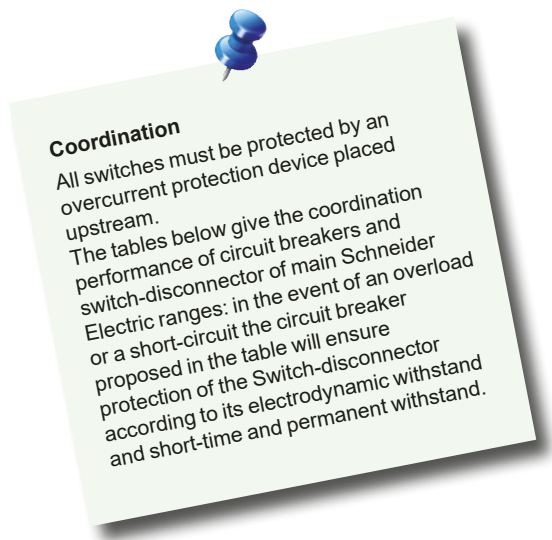 Coordination
All switches must be protected by an
overcurrent protection device placed
upstream.
The tables below give the coordination
performance of circuit breakers and
switch-disconnector of main Schneider
Electric ranges: in the event of an overload
or a short-circuit the circuit breaker
proposed in the table will ensure
protection of the Switch-disconnector
according to its electrodynamic withstand
and short-time and permanent withstand.